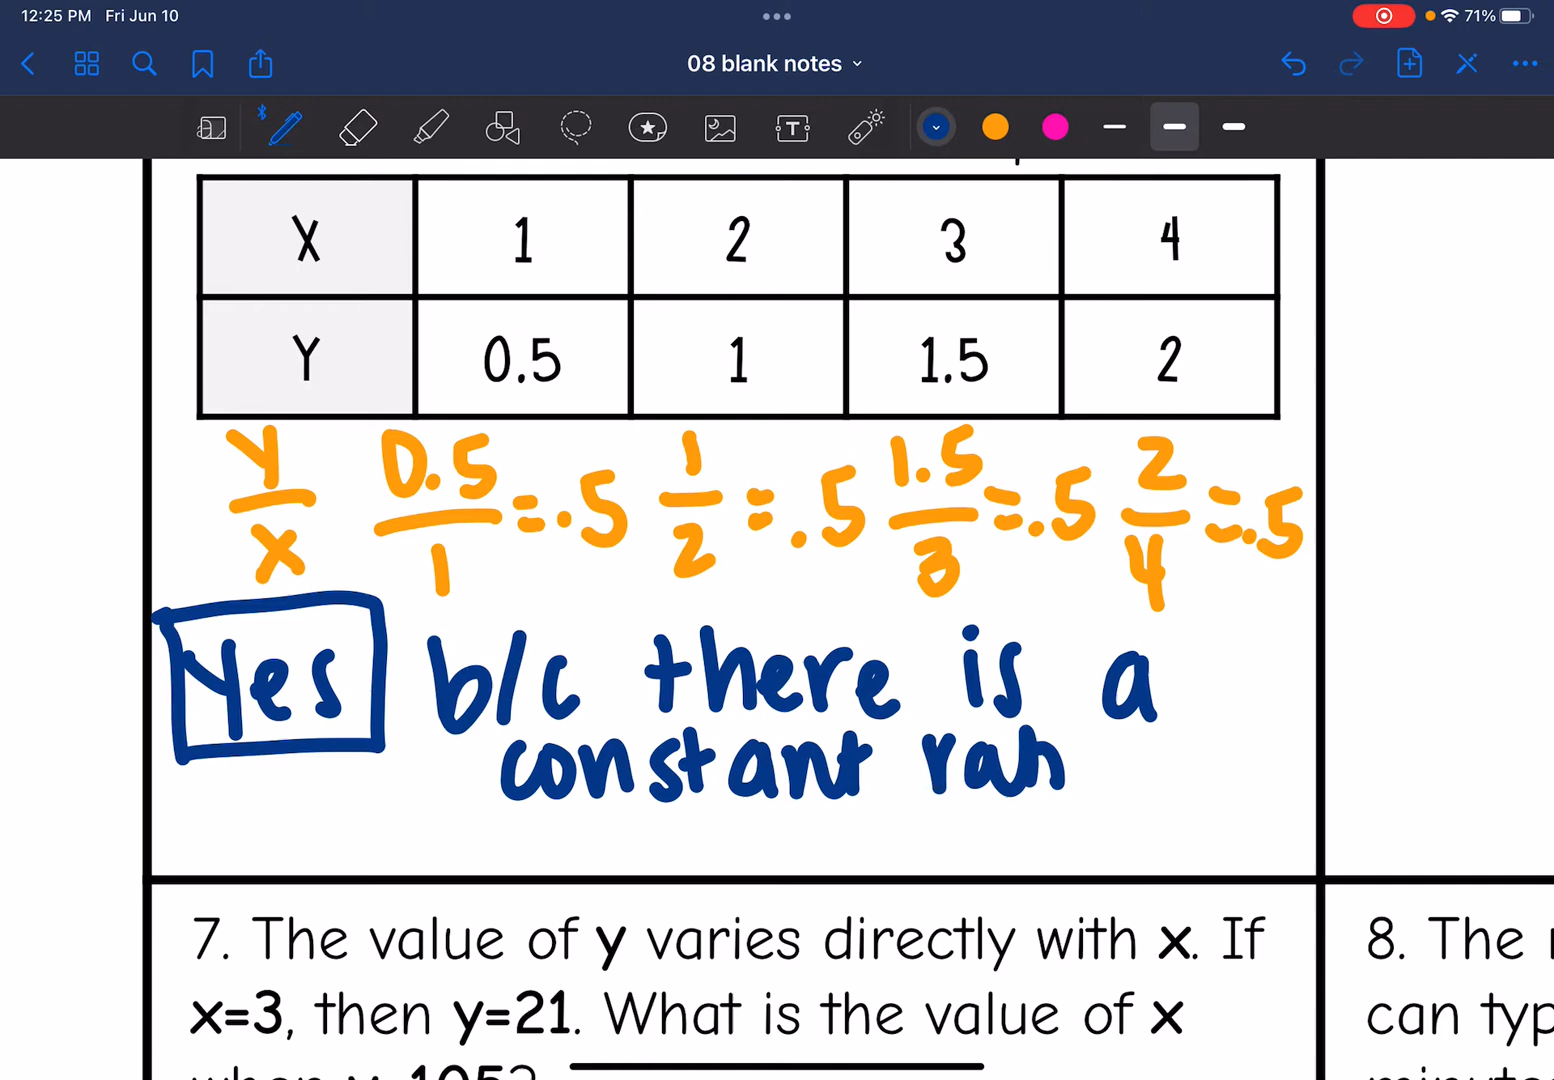 12:25 PM Fri Jun 10
71%
08 blank notes
X 1 2 3 4
Y 0.5 1 1.5 2
Y/X 0.5/1=.5 1/2=.5 1.5/3=.5 2/4=.5
Yes b/c there is a
constant
7. The value of y varies directly with x. If
x=3, then y=21. What is the value of x
8. The
can typ